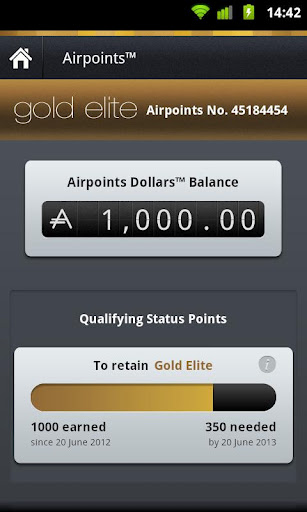 14:42
Airpoints™
gold elite Airpoints No. 45184454
Airpoints Dollars™ Balance
1,000.00
Qualifying Status Points
To retain Gold Elite
i
1000 earned 350 needed
since 20 June 2012 by 20 June 2013